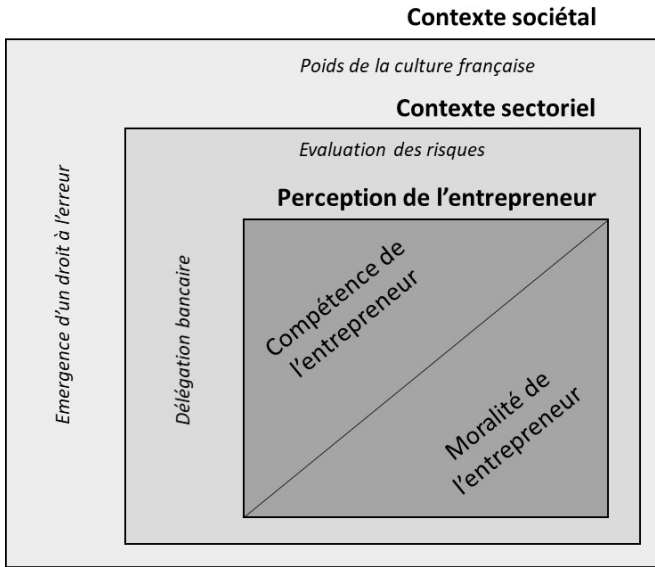 Contexte sociétal
Poids de la culture française
Contexte sectoriel
Evaluation des risques
Perception de l’entrepreneur
Emergence d’un droit à l’erreur
Délégation bancaire
Compétence de
l’entrepreneur
Moralité de
l’entrepreneur